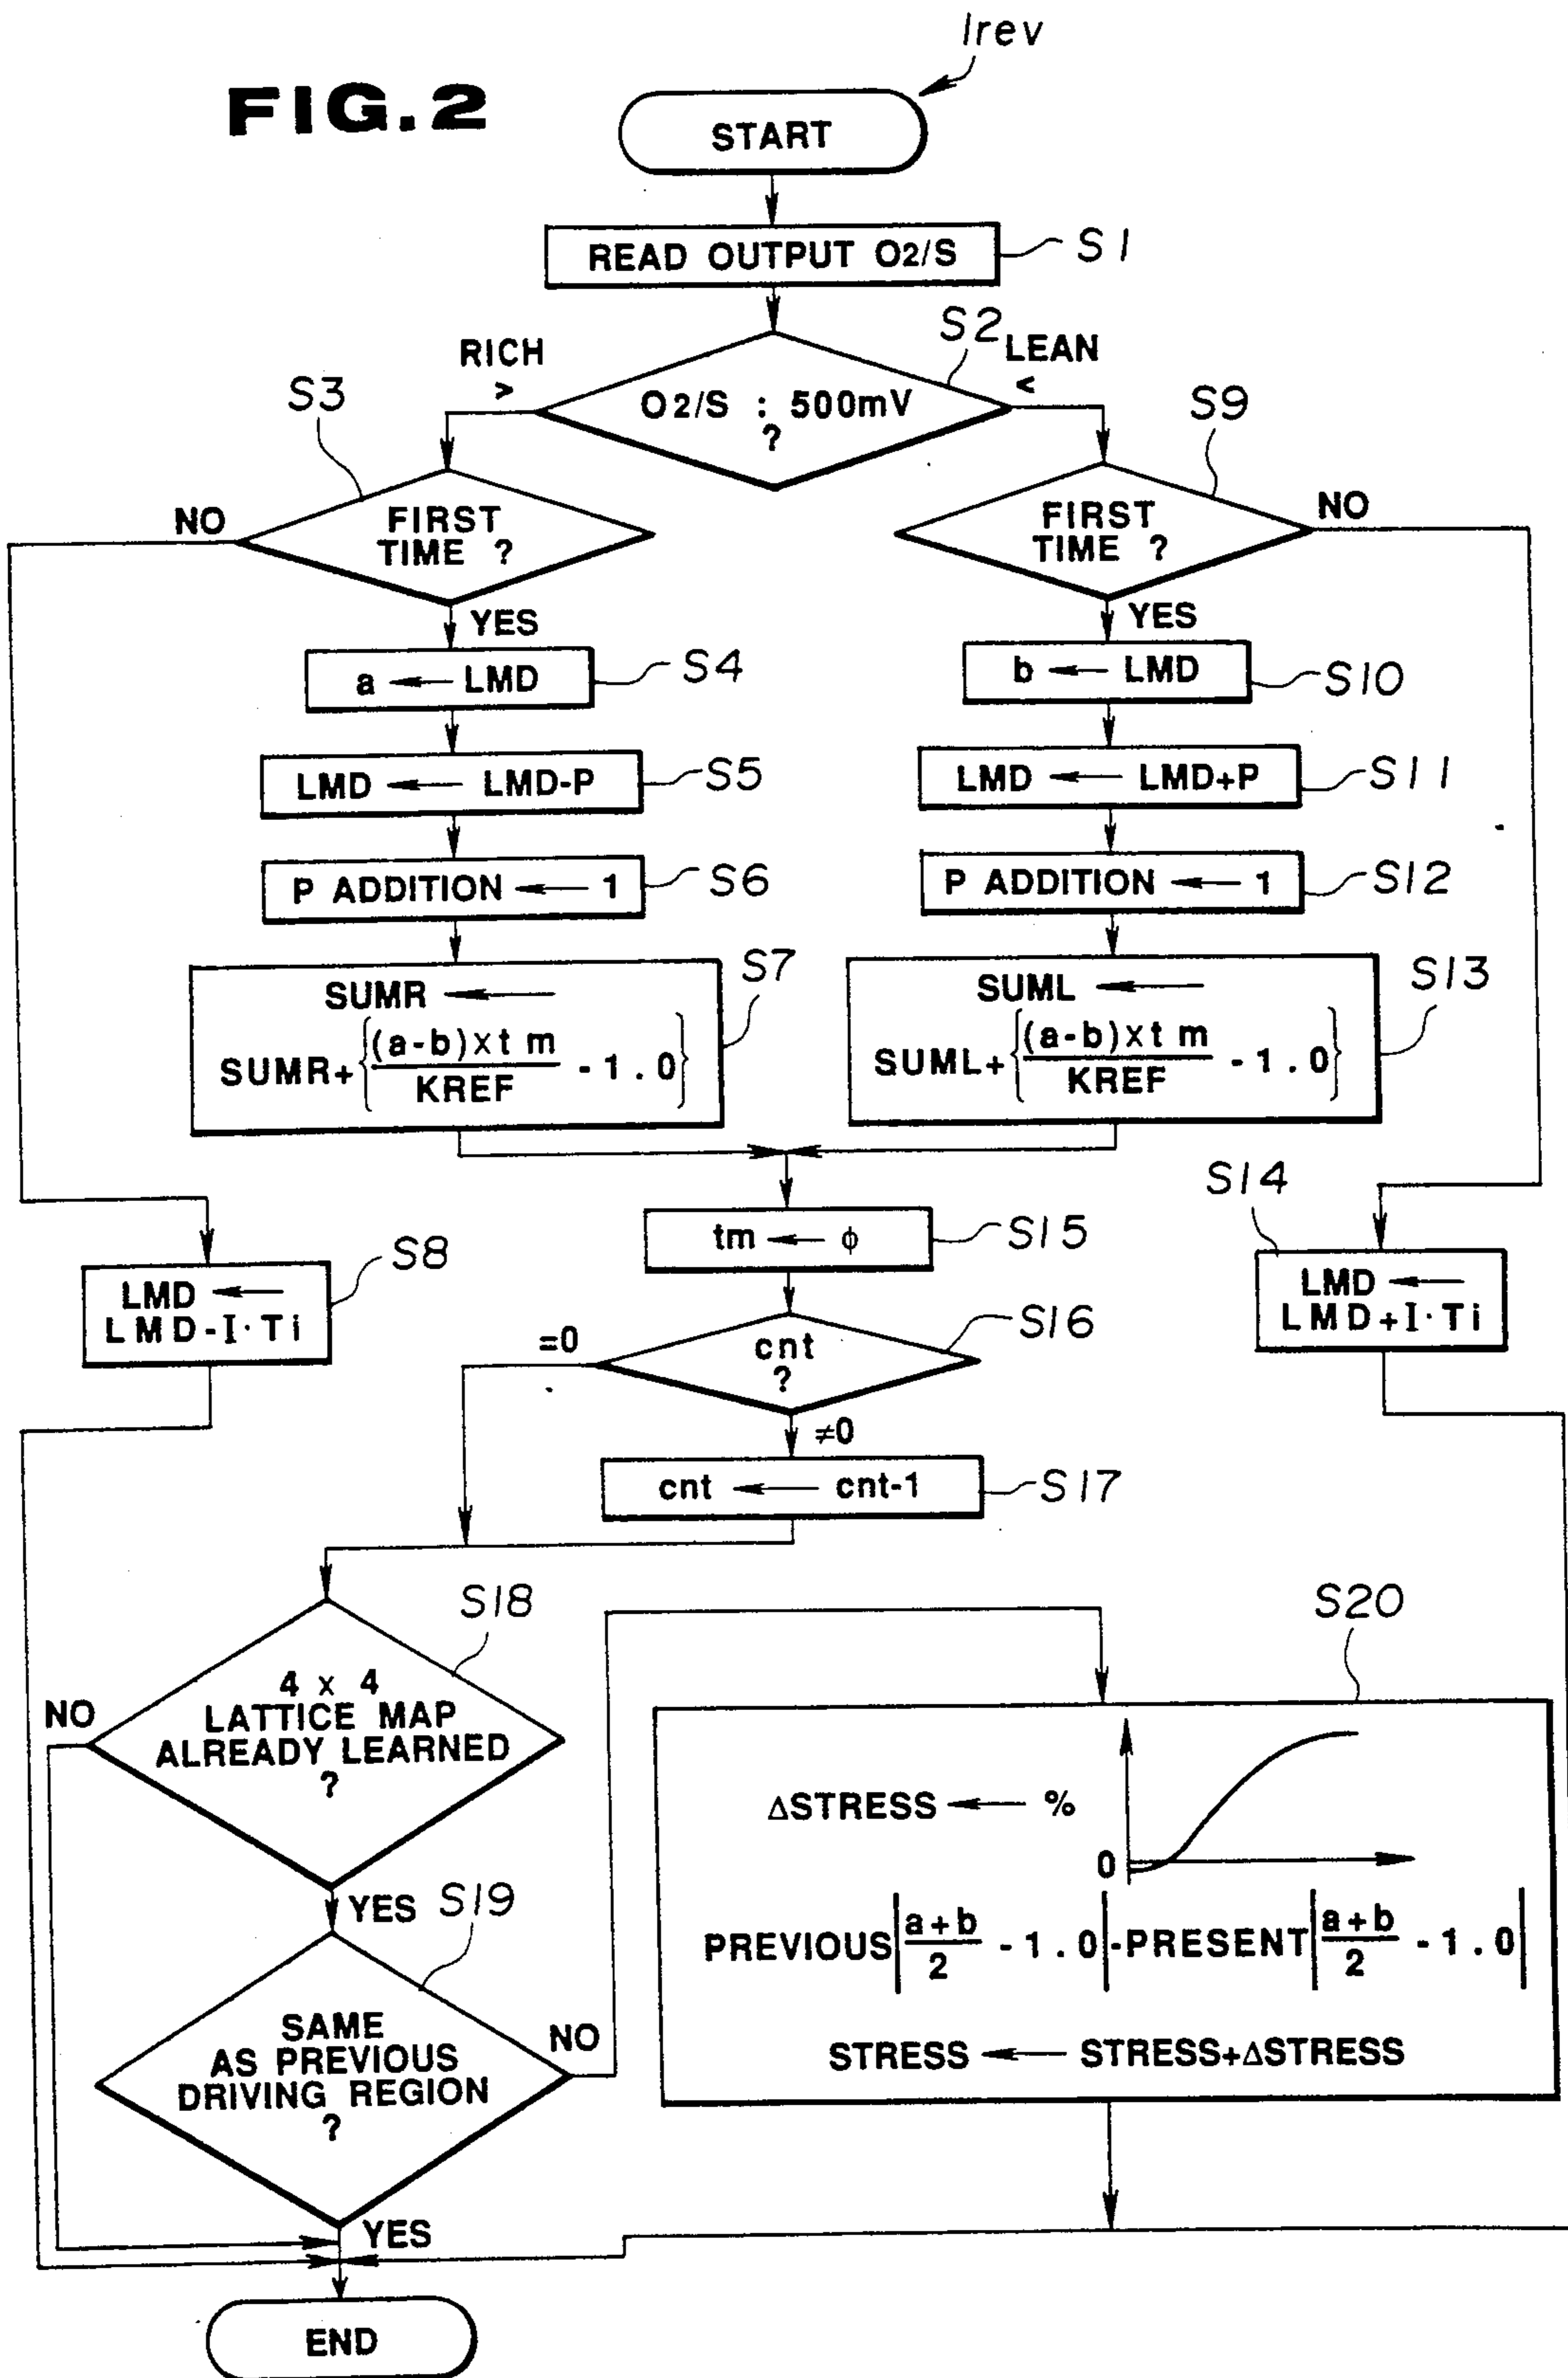 FIG.2
1rev
START
READ OUTPUT O2/S
S1
S2
RICH
>
LEAN
<
O2/S : 500mV
?
S3
NO
FIRST
TIME ?
YES
S9
FIRST
TIME ?
NO
YES
a ← LMD
S4
b ← LMD
S10
LMD ← LMD-P
S5
LMD ← LMD+P
S11
P ADDITION ← 1
S6
P ADDITION ← 1
S12
S7
SUMR ←
SUMR+{(a-b)×tm/KREF -1.0}
S13
SUML ←
SUML+{(a-b)×tm/KREF -1.0}
S8
LMD ←
LMD-I·Ti
S14
LMD ←
LMD+I·Ti
tm ← ϕ
S15
S16
=0
cnt
?
≠0
cnt ← cnt-1
S17
S18
4 × 4
LATTICE MAP
ALREADY LEARNED
?
NO
YES
S19
SAME
AS PREVIOUS
DRIVING REGION
?
NO
YES
S20
ΔSTRESS ← %
0
PREVIOUS|a+b/2 -1.0|-PRESENT|a+b/2 -1.0|
STRESS ← STRESS+ΔSTRESS
END